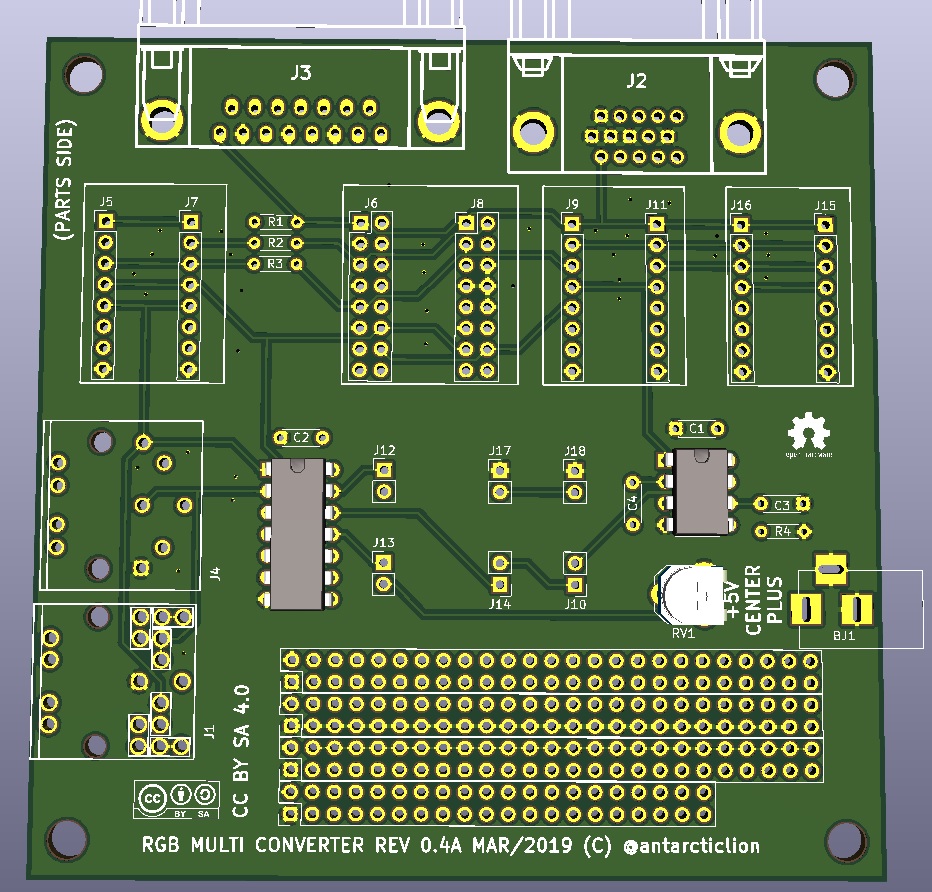 J3
J2
(PARTS SIDE)
J5
J7
R1
R2
R3
J6
J8
J9
J11
J16
J15
C2
J12
J17
J18
C1
open hardware
C4
C3
R4
J4
J13
J14
J10
RV1
+5V
CENTER
PLUS
BJ1
J1
CC BY SA 4.0
CC
BY SA
RGB MULTI CONVERTER REV 0.4A MAR/2019 (C) @antarcticlion